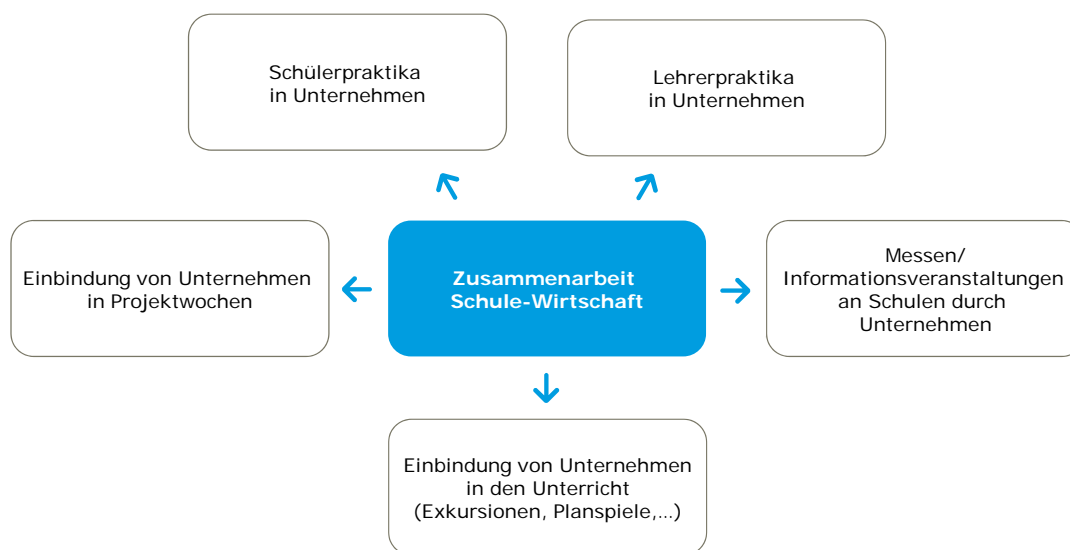 Schülerpraktika
in Unternehmen
Lehrerpraktika
in Unternehmen
Einbindung von Unternehmen
in Projektwochen
Zusammenarbeit
Schule-Wirtschaft
Messen/
Informationsveranstaltungen
an Schulen durch
Unternehmen
Einbindung von Unternehmen
in den Unterricht
(Exkursionen, Planspiele,...)